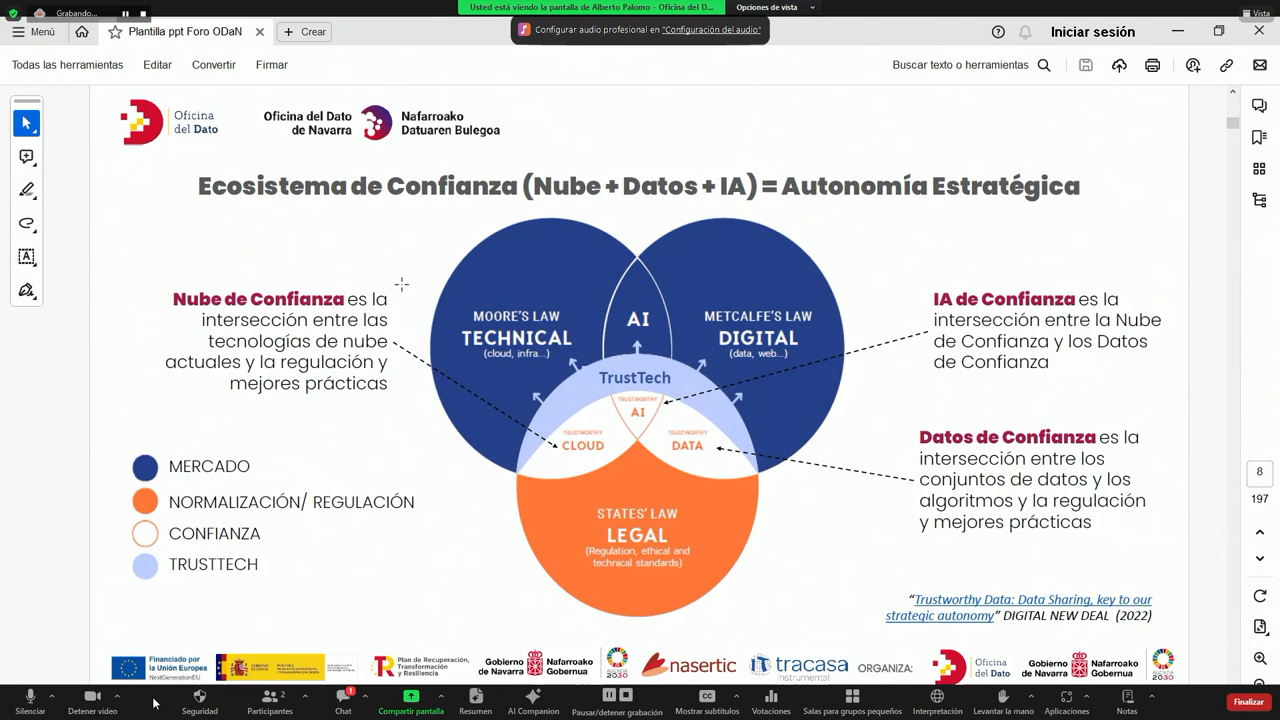 Grabando...
Usted está viendo la pantalla de Alberto Palomo - Oficina del D...
Opciones de vista
Vista
Menú
Plantilla ppt Foro ODaN
Crear
Configurar audio profesional en "Configuración del audio"
Iniciar sesión
Todas las herramientas
Editar
Convertir
Firmar
Buscar texto o herramientas
Oficina
del Dato
Oficina del Dato
de Navarra
Nafarroako
Datuaren Bulegoa
Ecosistema de Confianza (Nube + Datos + IA) = Autonomía Estratégica
Nube de Confianza es la
intersección entre las
tecnologías de nube
actuales y la regulación y
mejores prácticas
MOORE'S LAW
TECHNICAL
(cloud, infra...)
AI
METCALFE'S LAW
DIGITAL
(data, web...)
TrustTech
TRUSTWORTHY
AI
TRUSTWORTHY
CLOUD
TRUSTWORTHY
DATA
STATES' LAW
LEGAL
(Regulation, ethical and
technical standards)
IA de Confianza es la
intersección entre la Nube
de Confianza y los Datos
de Confianza
Datos de Confianza es la
intersección entre los
conjuntos de datos y los
algoritmos y la regulación
y mejores prácticas
MERCADO
NORMALIZACIÓN/ REGULACIÓN
CONFIANZA
TRUSTTECH
"Trustworthy Data: Data Sharing, key to our
strategic autonomy" DIGITAL NEW DEAL (2022)
8
197
Financiado por
la Unión Europea
NextGenerationEU
Plan de Recuperación,
Transformación
y Resiliencia
Gobierno
de Navarra
Nafarroako
Gobernua
AGENDA
2030
nasertic
tracasa
instrumental
ORGANIZA:
Oficina
del Dato
Gobierno
de Navarra
Nafarroako
Gobernua
AGENDA
2030
Silenciar
Detener vídeo
Seguridad
2
Participantes
1
Chat
Compartir pantalla
Resumen
AI Companion
Pausar/detener grabación
Mostrar subtítulos
Votaciones
Salas para grupos pequeños
Interpretación
Levantar la mano
Aplicaciones
Notas
Finalizar